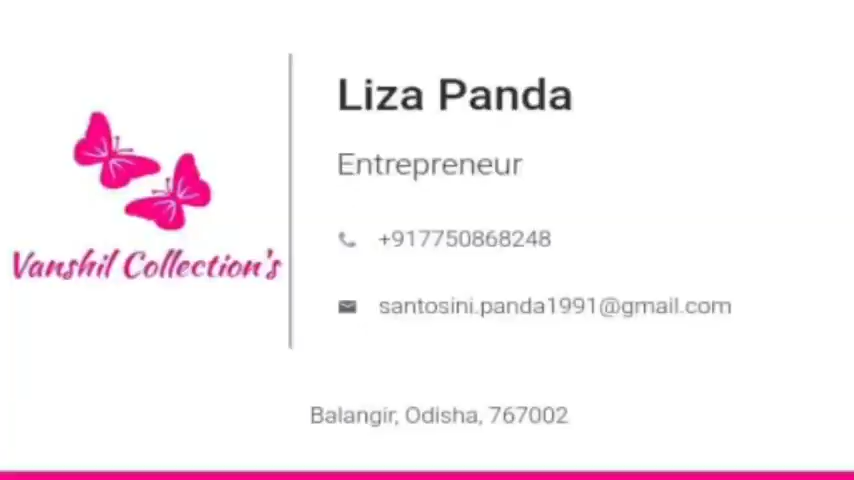 Liza Panda
Entrepreneur
+917750868248
santosini.panda1991@gmail.com
Vanshil Collection's
Balangir, Odisha, 767002